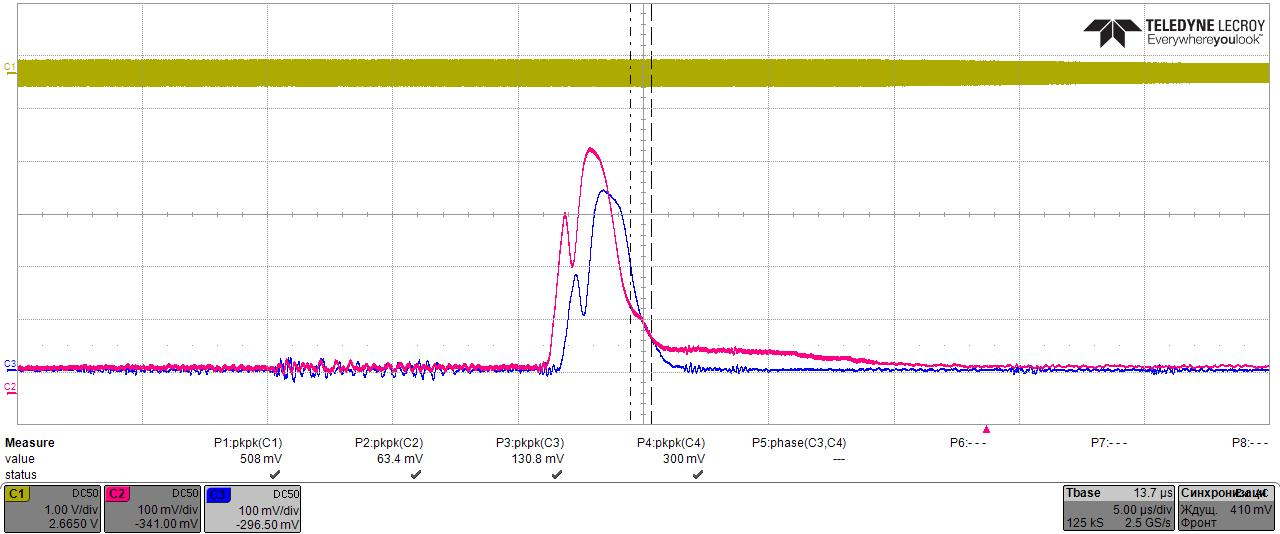 TELEDYNE LECROY
Everywhereyoulook™
C1
C3
C2
Measure P1:pkpk(C1) P2:pkpk(C2) P3:pkpk(C3) P4:pkpk(C4) P5:phase(C3,C4) P6:--- P7:--- P8:---
value 508 mV 63.4 mV 130.8 mV 300 mV ---
status
C1 DC50 C2 DC50 C3 DC50 Tbase 13.7 µs Синхронизаци
1.00 V/div 100 mV/div 100 mV/div 5.00 µs/div Ждущ. 410 mV
2.6650 V -341.00 mV -296.50 mV 125 kS 2.5 GS/s Фронт